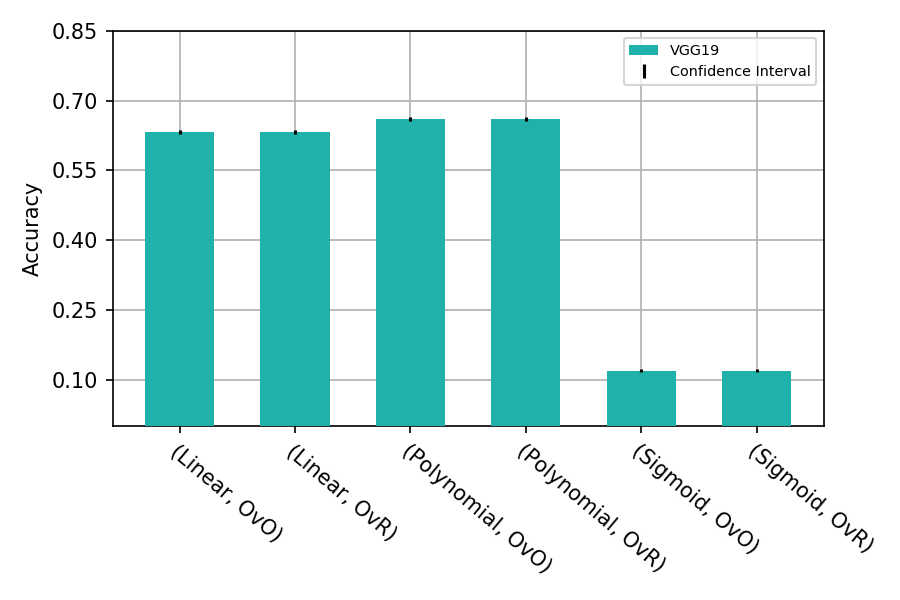 0.85
0.70
0.55
0.40
0.25
0.10
Accuracy
VGG19
Confidence Interval
(Linear, OvO)
(Linear, OvR)
(Polynomial, OvO)
(Polynomial, OvR)
(Sigmoid, OvO)
(Sigmoid, OvR)